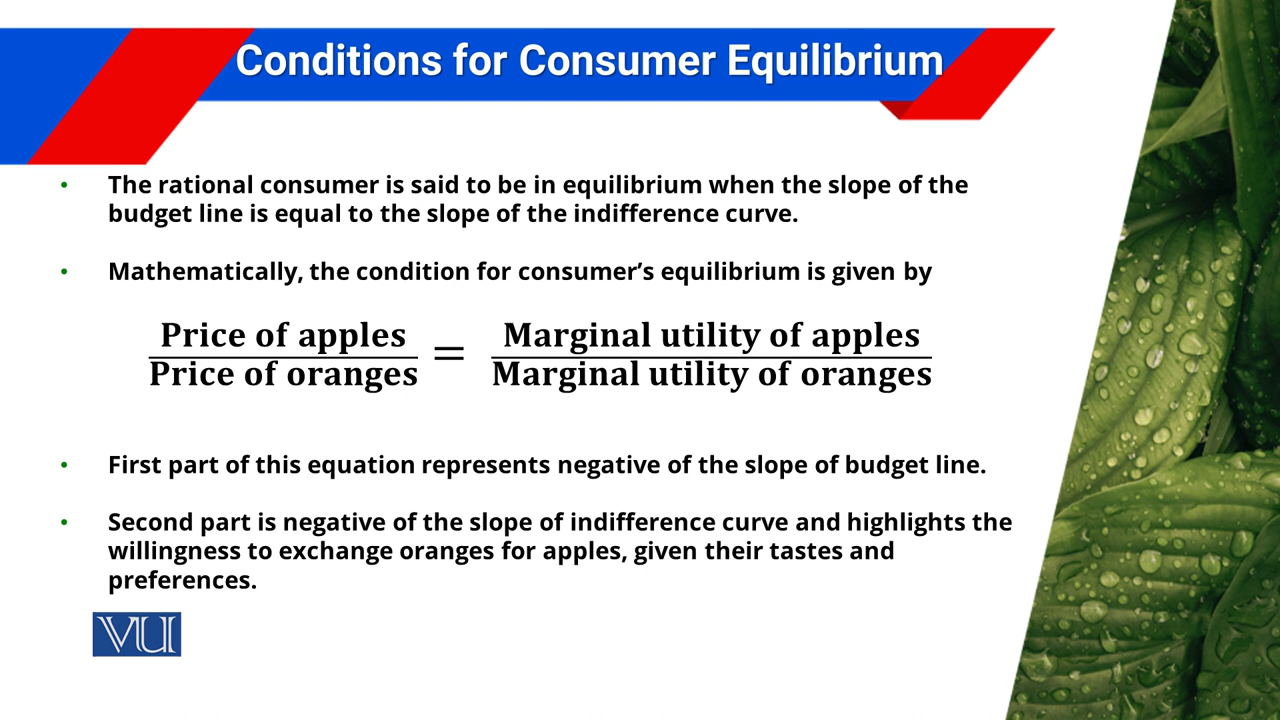 Conditions for Consumer Equilibrium
• The rational consumer is said to be in equilibrium when the slope of the
budget line is equal to the slope of the indifference curve.
• Mathematically, the condition for consumer’s equilibrium is given by
Price of apples / Price of oranges = Marginal utility of apples / Marginal utility of oranges
• First part of this equation represents negative of the slope of budget line.
• Second part is negative of the slope of indifference curve and highlights the
willingness to exchange oranges for apples, given their tastes and
preferences.
VU